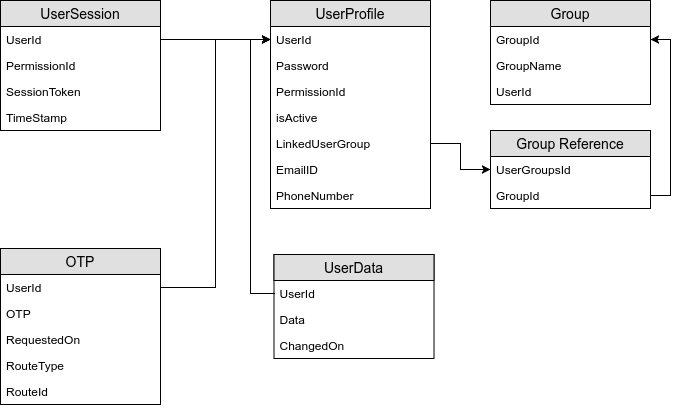 UserSession
UserId
PermissionId
SessionToken
TimeStamp
UserProfile
UserId
Password
PermissionId
isActive
LinkedUserGroup
EmailID
PhoneNumber
Group
GroupId
GroupName
UserId
Group Reference
UserGroupsId
GroupId
OTP
UserId
OTP
RequestedOn
RouteType
RouteId
UserData
UserId
Data
ChangedOn